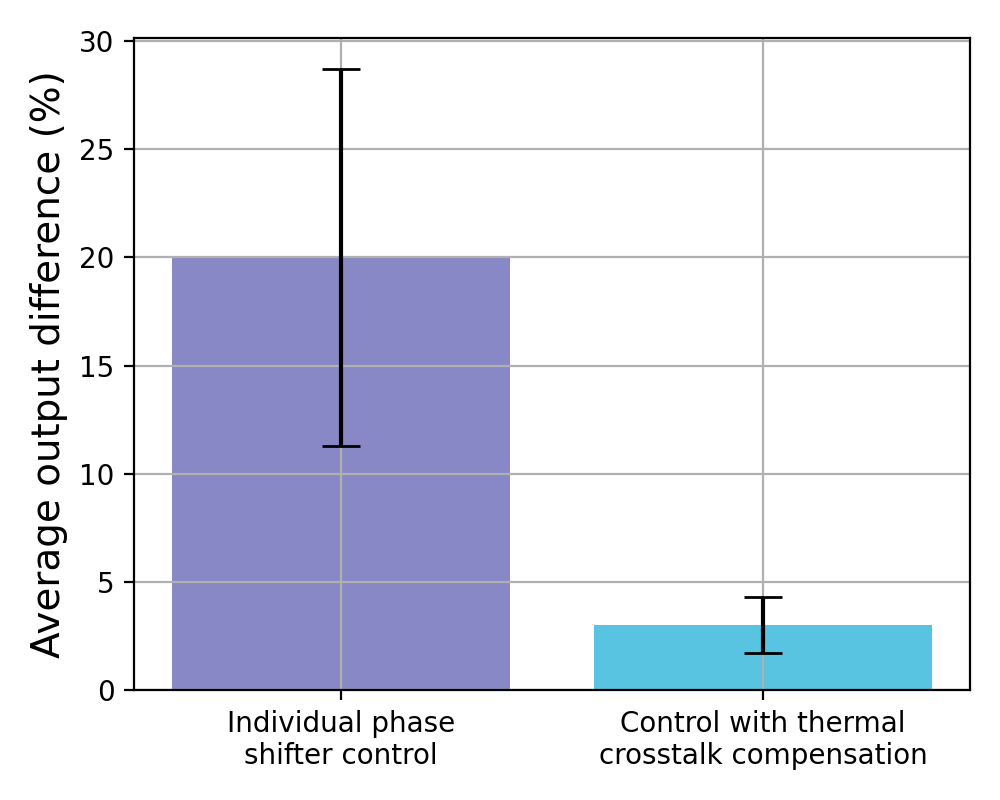 Average output difference (%)
30
25
20
15
10
5
0
Individual phase
shifter control
Control with thermal
crosstalk compensation